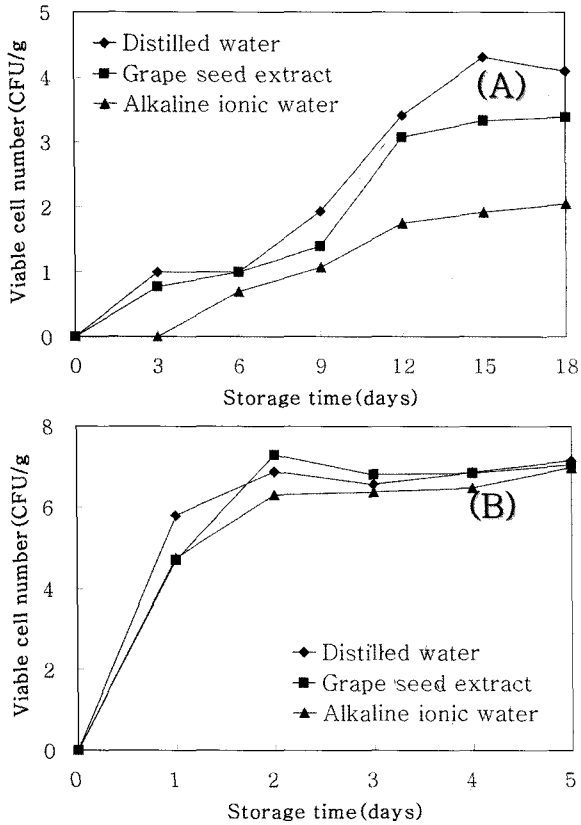 5
4
3
2
1
0
Viable cell number(CFU/g)
Distilled water
Grape seed extract
Alkaline ionic water
(A)
0 3 6 9 12 15 18
Storage time(days)
8
6
4
2
0
Viable cell number(CFU/g)
(B)
Distilled water
Grape seed extract
Alkaline ionic water
0 1 2 3 4 5
Storage time(days)